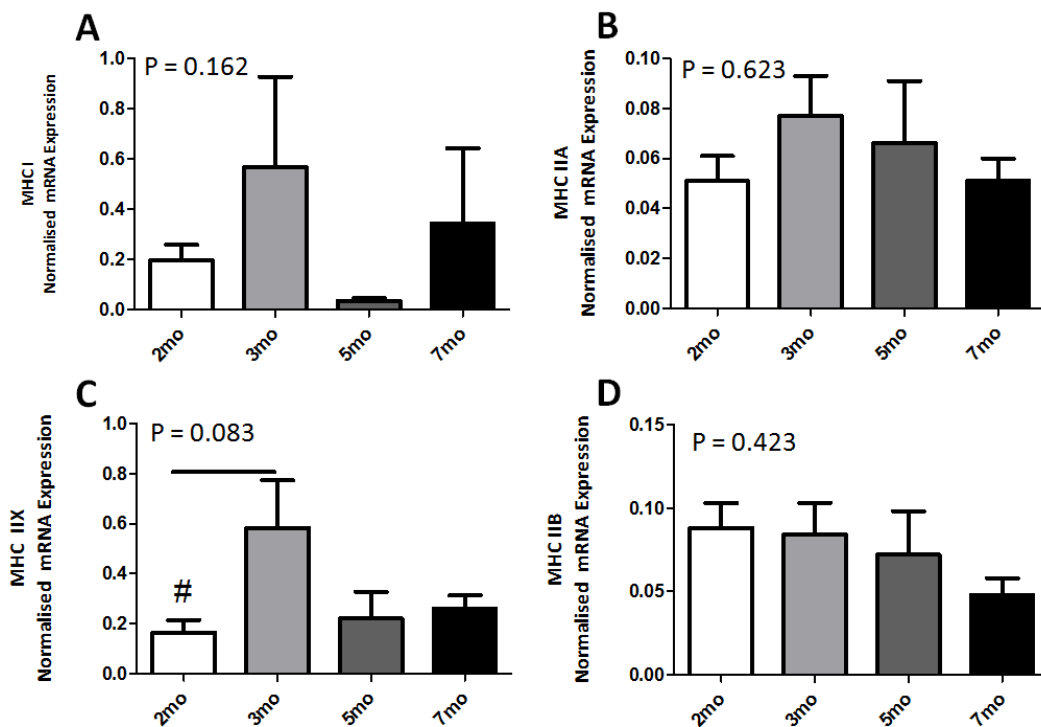 A
P = 0.162
MHC I
Normalised mRNA Expression
1.0
0.8
0.6
0.4
0.2
0.0
2mo
3mo
5mo
7mo
B
P = 0.623
MHC IIA
Normalised mRNA Expression
0.10
0.08
0.06
0.04
0.02
0.00
2mo
3mo
5mo
7mo
C
P = 0.083
MHC IIX
Normalised mRNA Expression
1.0
0.8
0.6
0.4
0.2
0.0
#
2mo
3mo
5mo
7mo
D
P = 0.423
MHC IIB
Normalised mRNA Expression
0.15
0.10
0.05
0.00
2mo
3mo
5mo
7mo